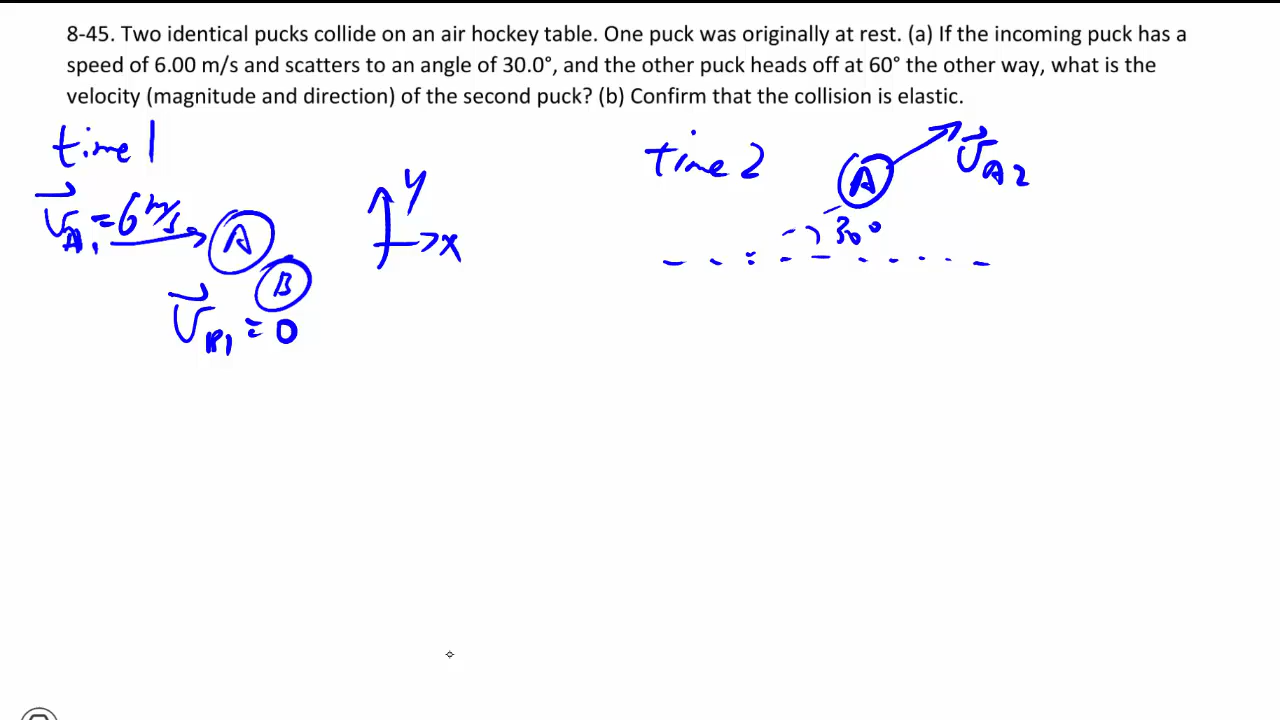 8-45. Two identical pucks collide on an air hockey table. One puck was originally at rest. (a) If the incoming puck has a
speed of 6.00 m/s and scatters to an angle of 30.0°, and the other puck heads off at 60° the other way, what is the
velocity (magnitude and direction) of the second puck? (b) Confirm that the collision is elastic.
time 1
V A1 = 6 m/s
A
B
V B1 = 0
y
x
time 2
A
V A2
30°